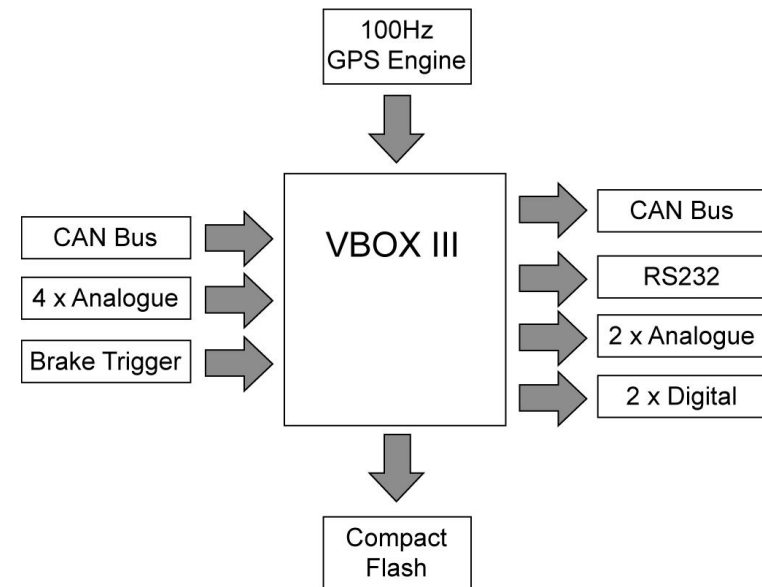 100Hz
GPS Engine
CAN Bus
4 x Analogue
Brake Trigger
VBOX III
CAN Bus
RS232
2 x Analogue
2 x Digital
Compact
Flash